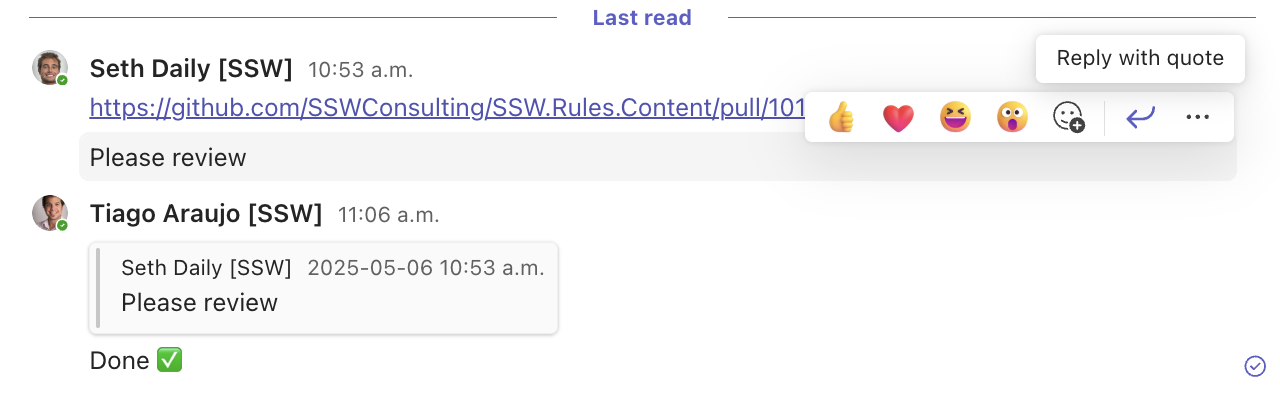 Last read
Reply with quote
Seth Daily [SSW] 10:53 a.m.
https://github.com/SSWConsulting/SSW.Rules.Content/pull/101
Please review
Tiago Araujo [SSW] 11:06 a.m.
Seth Daily [SSW] 2025-05-06 10:53 a.m.
Please review
Done ✅